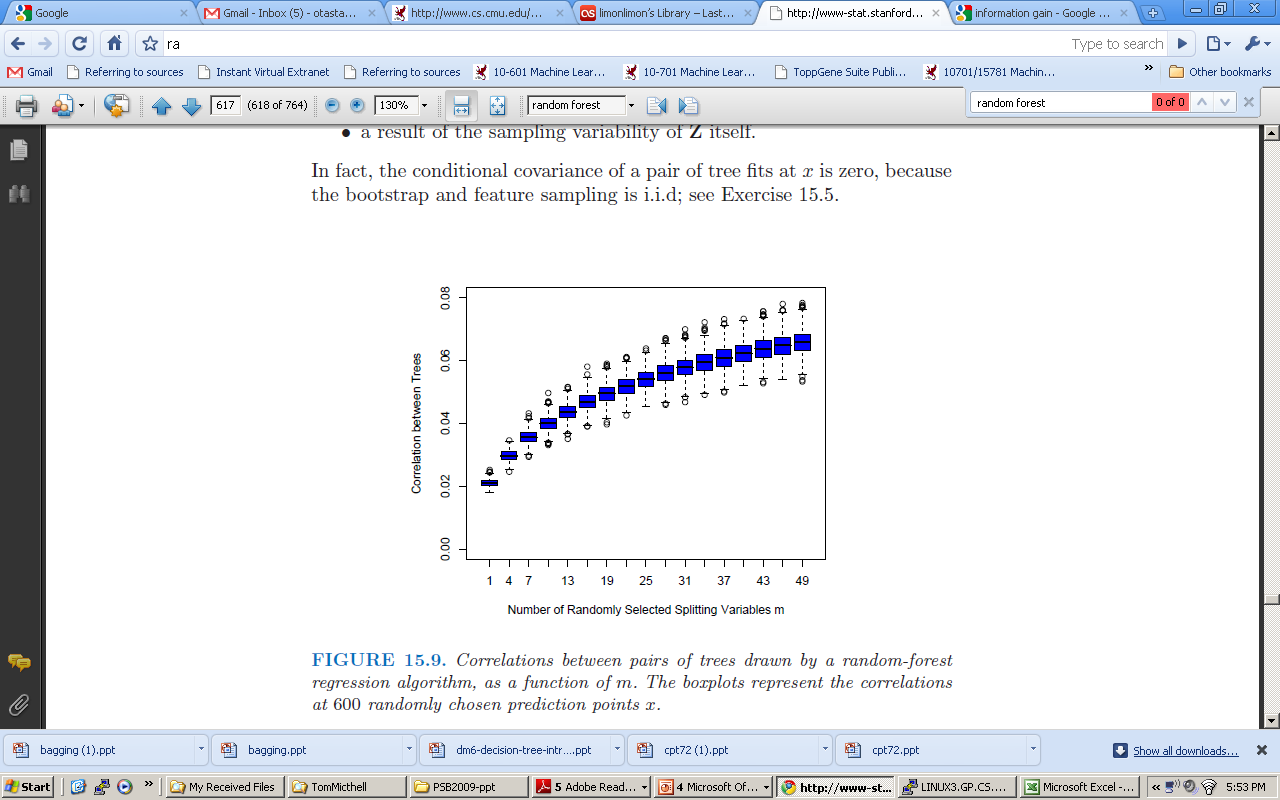 Google
Gmail - Inbox (5) - otasta...
http://www.cs.cmu.edu/...
limonlimon's Library – Last...
http://www-stat.stanford...
information gain - Google ...
ra
Type to search
Gmail
Referring to sources
Instant Virtual Extranet
Referring to sources
10-601 Machine Lear...
10-701 Machine Lear...
ToppGene Suite Publi...
10701/15781 Machin...
»
Other bookmarks
617 (618 of 764)
130%
random forest
random forest
0 of 0
• a result of the sampling variability of Z itself.
In fact, the conditional covariance of a pair of tree fits at x is zero, because
the bootstrap and feature sampling is i.i.d; see Exercise 15.5.
0.08
0.06
0.04
0.02
0.00
Correlation between Trees
1 4 7 13 19 25 31 37 43 49
Number of Randomly Selected Splitting Variables m
FIGURE 15.9. Correlations between pairs of trees drawn by a random-forest
regression algorithm, as a function of m. The boxplots represent the correlations
at 600 randomly chosen prediction points x.
bagging (1).ppt
bagging.ppt
dm6-decision-tree-intr....ppt
cpt72 (1).ppt
cpt72.ppt
Show all downloads...
Start
»
My Received Files
TomMicthell
PSB2009-ppt
5 Adobe Read...
4 Microsoft Of...
http://www-st...
LINUX3.GP.CS....
Microsoft Excel -...
«
5:53 PM